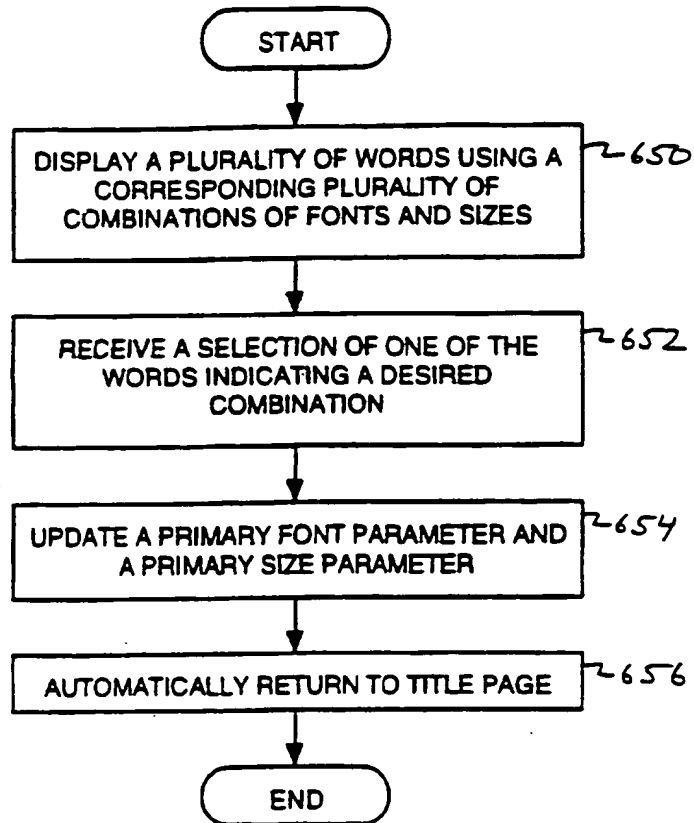 START
DISPLAY A PLURALITY OF WORDS USING A
CORRESPONDING PLURALITY OF
COMBINATIONS OF FONTS AND SIZES
650
RECEIVE A SELECTION OF ONE OF THE
WORDS INDICATING A DESIRED
COMBINATION
652
UPDATE A PRIMARY FONT PARAMETER AND
A PRIMARY SIZE PARAMETER
654
AUTOMATICALLY RETURN TO TITLE PAGE
656
END